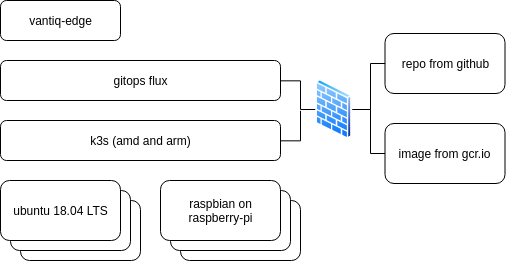 vantiq-edge
gitops flux
k3s (amd and arm)
ubuntu 18.04 LTS
raspbian on
raspberry-pi
repo from github
image from gcr.io